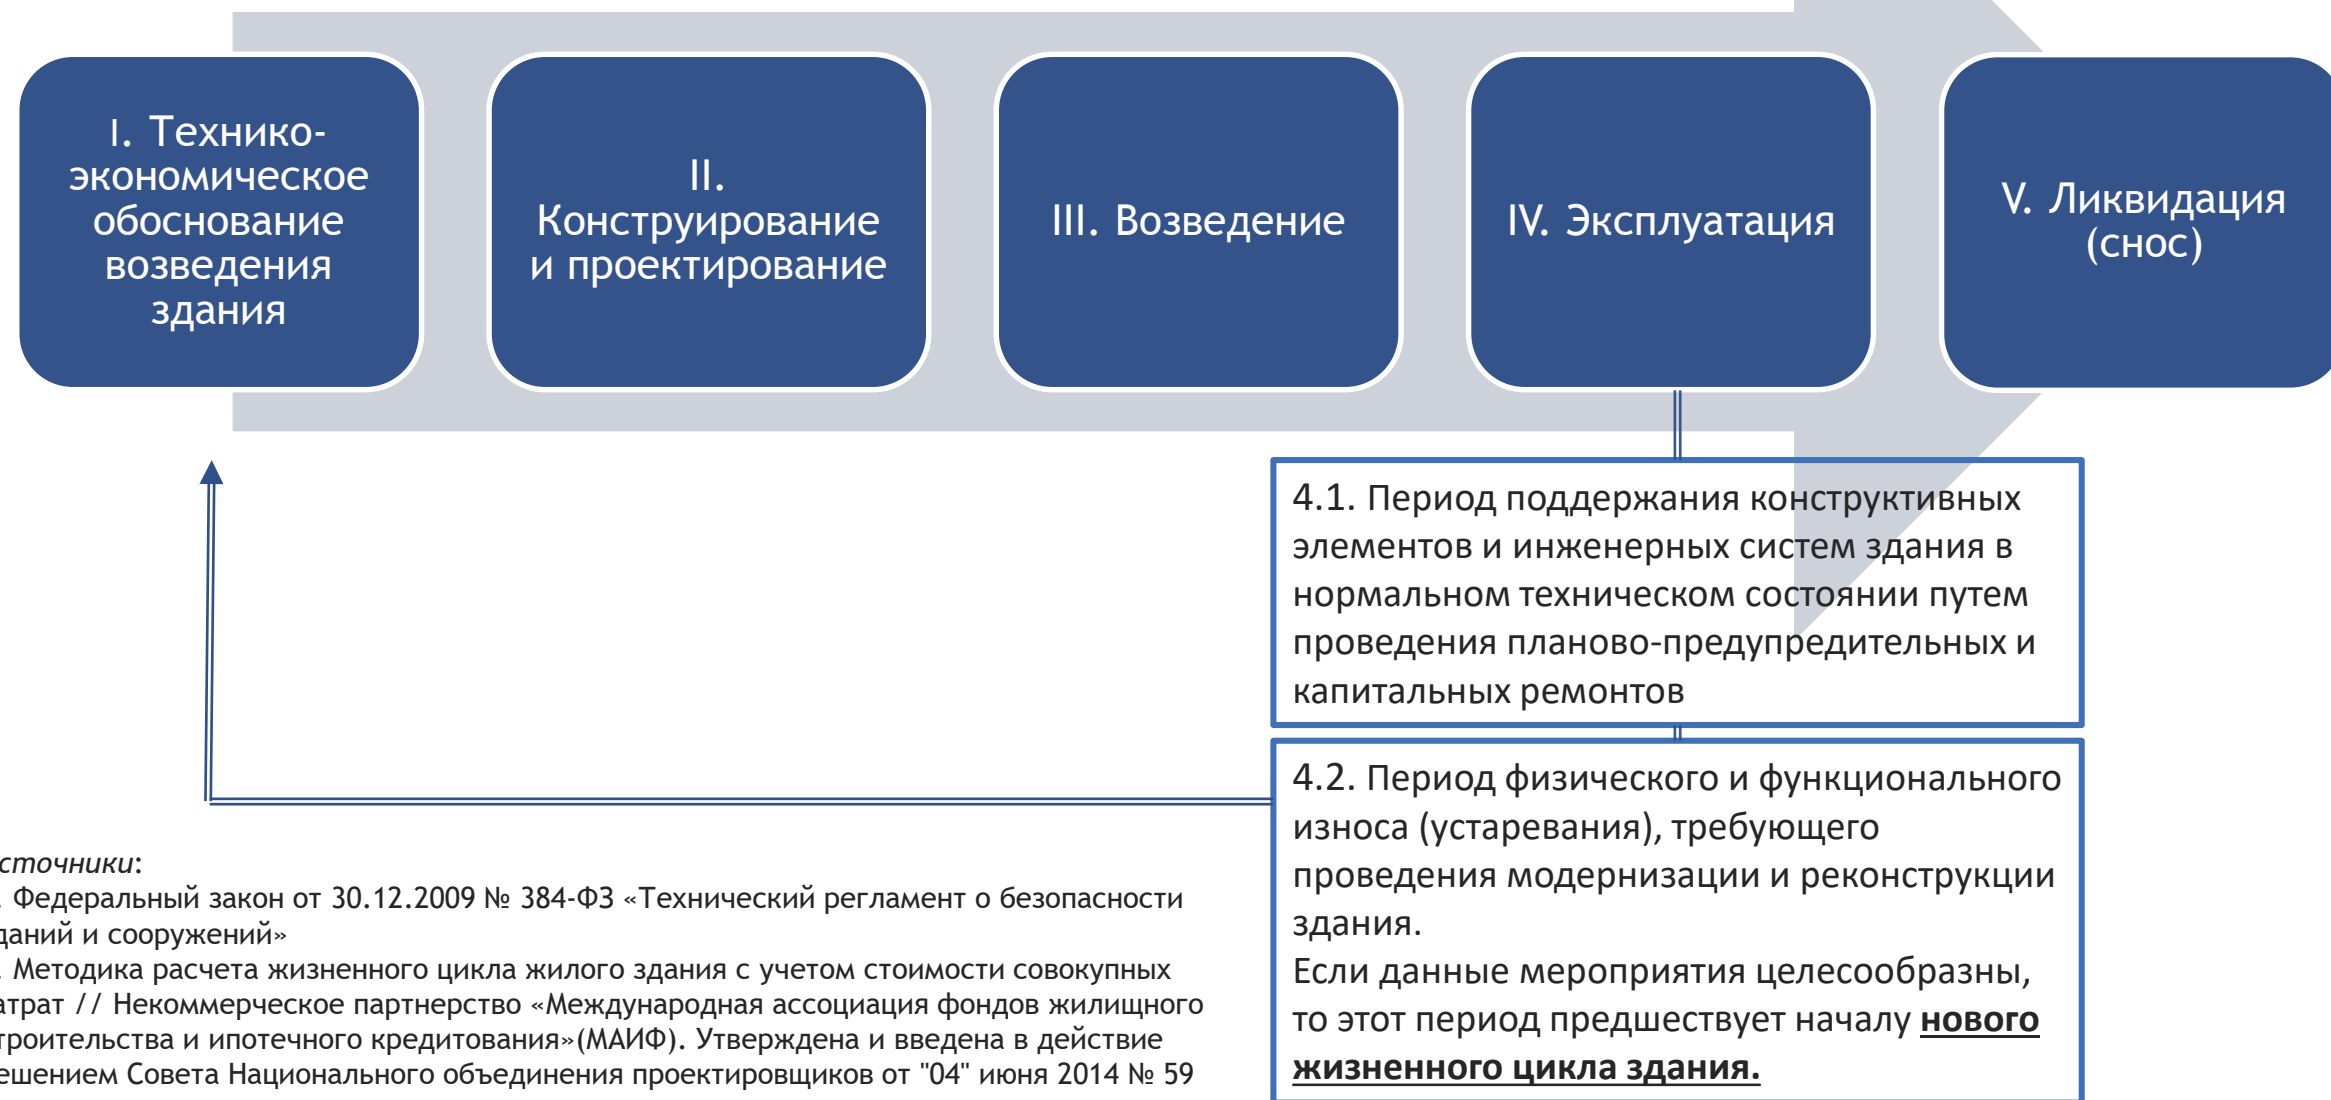 I. Технико-
экономическое
обоснование
возведения
здания
II.
Конструирование
и проектирование
III. Возведение
IV. Эксплуатация
V. Ликвидация
(снос)
4.1. Период поддержания конструктивных
элементов и инженерных систем здания в
нормальном техническом состоянии путем
проведения планово-предупредительных и
капитальных ремонтов
4.2. Период физического и функционального
износа (устаревания), требующего
проведения модернизации и реконструкции
здания.
Если данные мероприятия целесообразны,
то этот период предшествует началу нового
жизненного цикла здания.
сточники:
. Федеральный закон от 30.12.2009 № 384-ФЗ «Технический регламент о безопасности
даний и сооружений»
. Методика расчета жизненного цикла жилого здания с учетом стоимости совокупных
атрат // Некоммерческое партнерство «Международная ассоциация фондов жилищного
троительства и ипотечного кредитования»(МАИФ). Утверждена и введена в действие
ешением Совета Национального объединения проектировщиков от "04" июня 2014 № 59